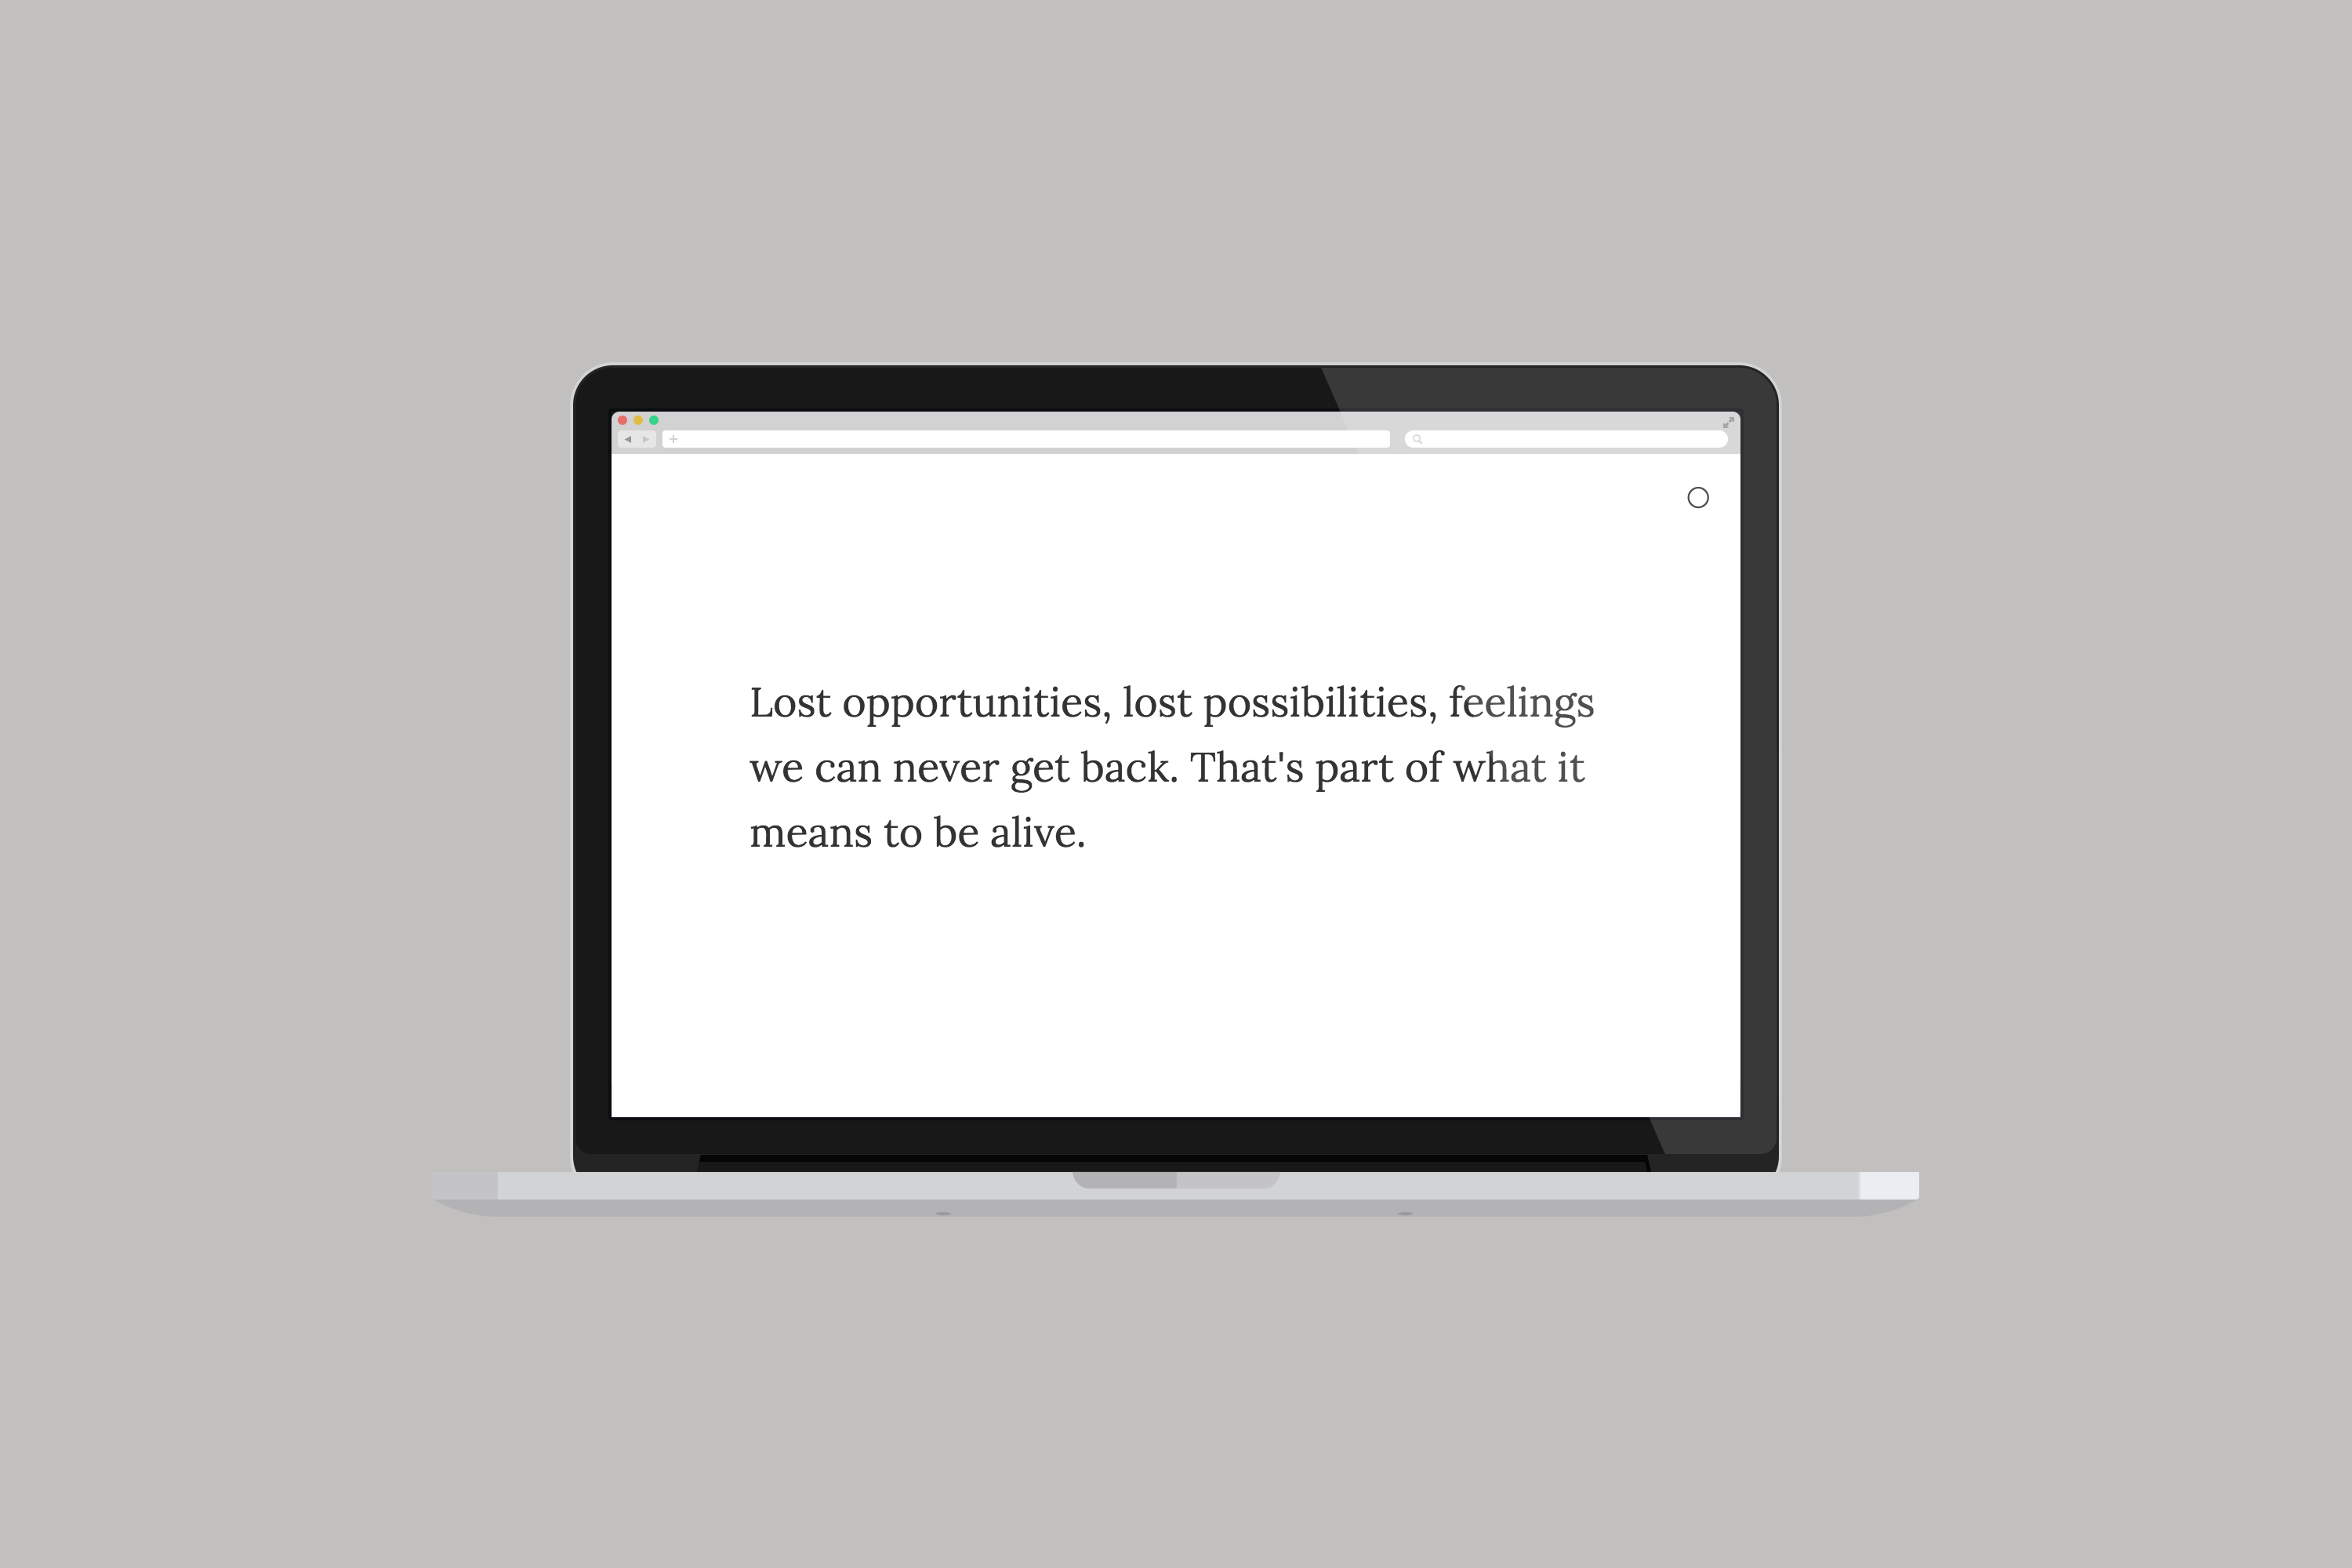 Lost opportunities, lost possibilities, feelings
we can never get back. That's part of what it
means to be alive.